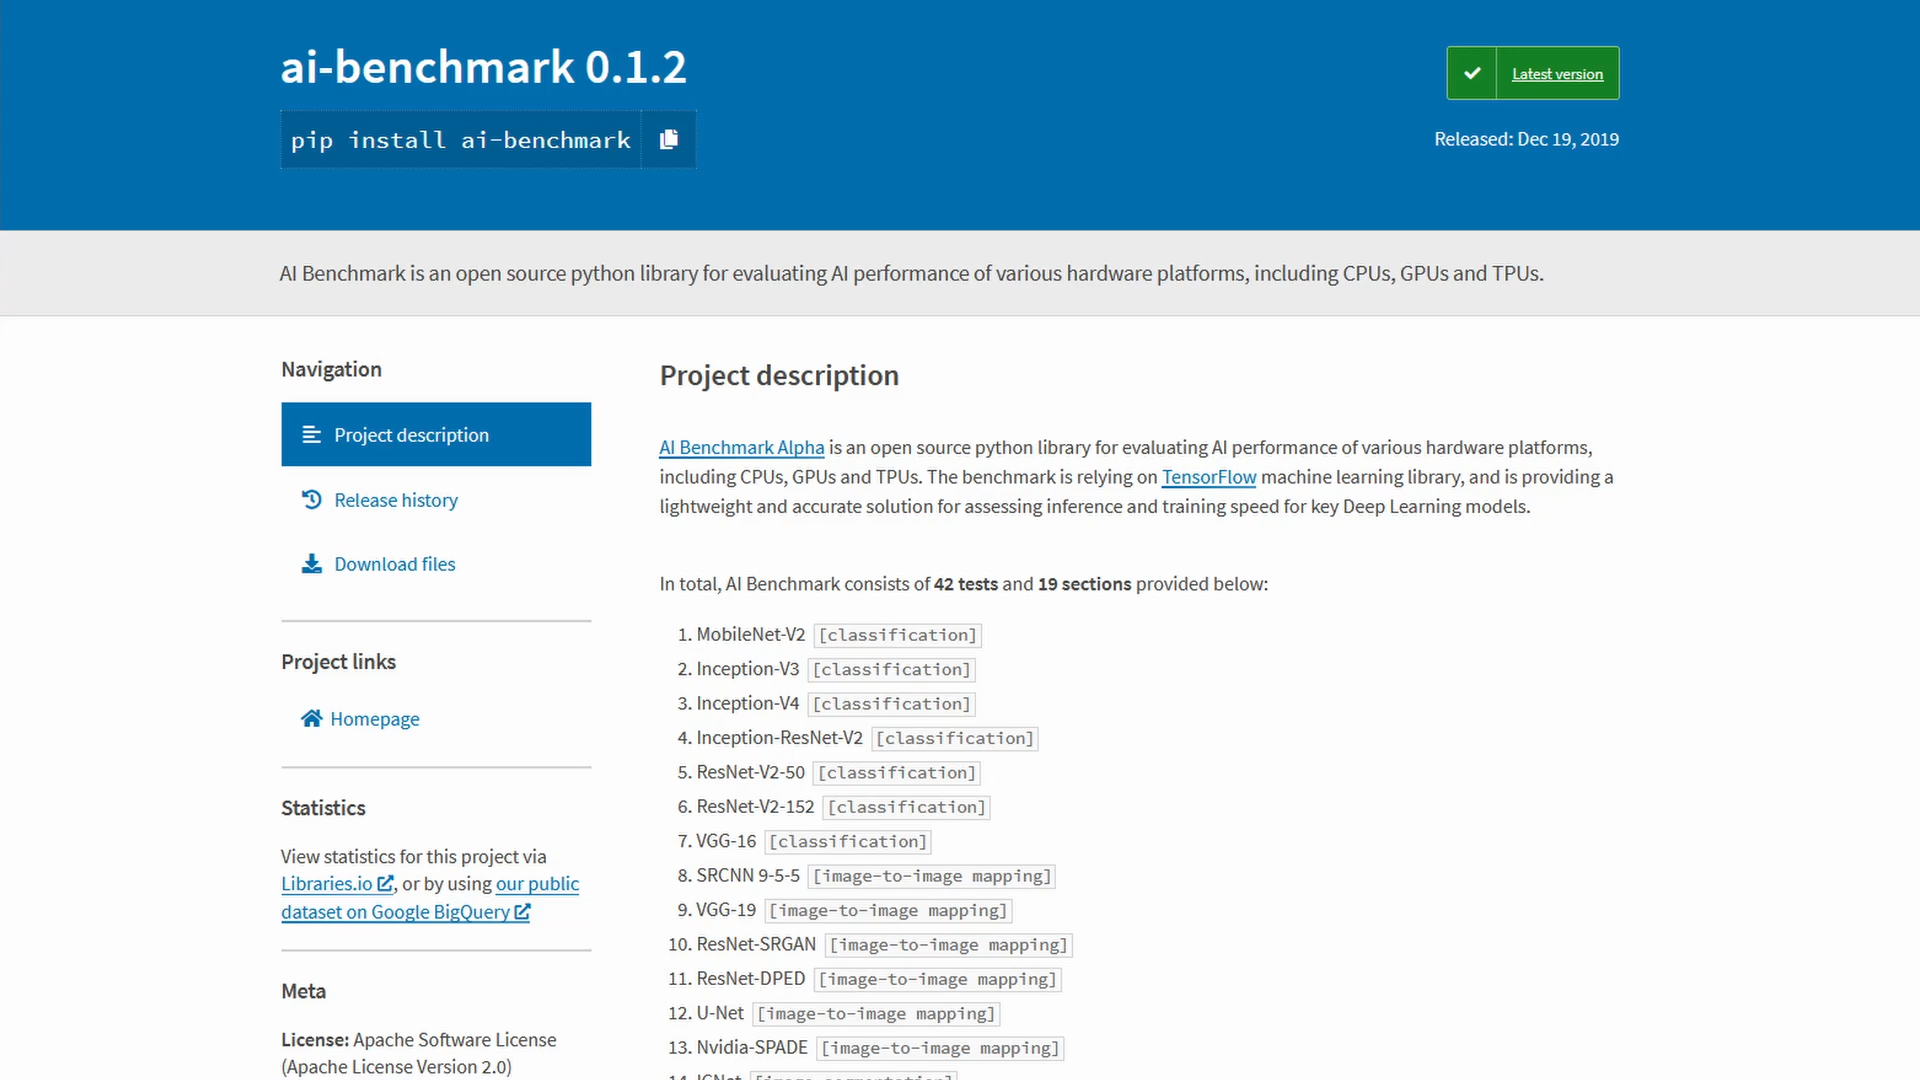 ai-benchmark 0.1.2
pip install ai-benchmark
Latest version
Released: Dec 19, 2019
AI Benchmark is an open source python library for evaluating AI performance of various hardware platforms, including CPUs, GPUs and TPUs.
Navigation
Project description
Release history
Download files
Project links
Homepage
Statistics
View statistics for this project via
Libraries.io, or by using our public
dataset on Google BigQuery
Meta
License: Apache Software License
(Apache License Version 2.0)
Project description
AI Benchmark Alpha is an open source python library for evaluating AI performance of various hardware platforms,
including CPUs, GPUs and TPUs. The benchmark is relying on TensorFlow machine learning library, and is providing a
lightweight and accurate solution for assessing inference and training speed for key Deep Learning models.
In total, AI Benchmark consists of 42 tests and 19 sections provided below:
1. MobileNet-V2 [classification]
2. Inception-V3 [classification]
3. Inception-V4 [classification]
4. Inception-ResNet-V2 [classification]
5. ResNet-V2-50 [classification]
6. ResNet-V2-152 [classification]
7. VGG-16 [classification]
8. SRCNN 9-5-5 [image-to-image mapping]
9. VGG-19 [image-to-image mapping]
10. ResNet-SRGAN [image-to-image mapping]
11. ResNet-DPED [image-to-image mapping]
12. U-Net [image-to-image mapping]
13. Nvidia-SPADE [image-to-image mapping]
14. ICNet [image segmentation]